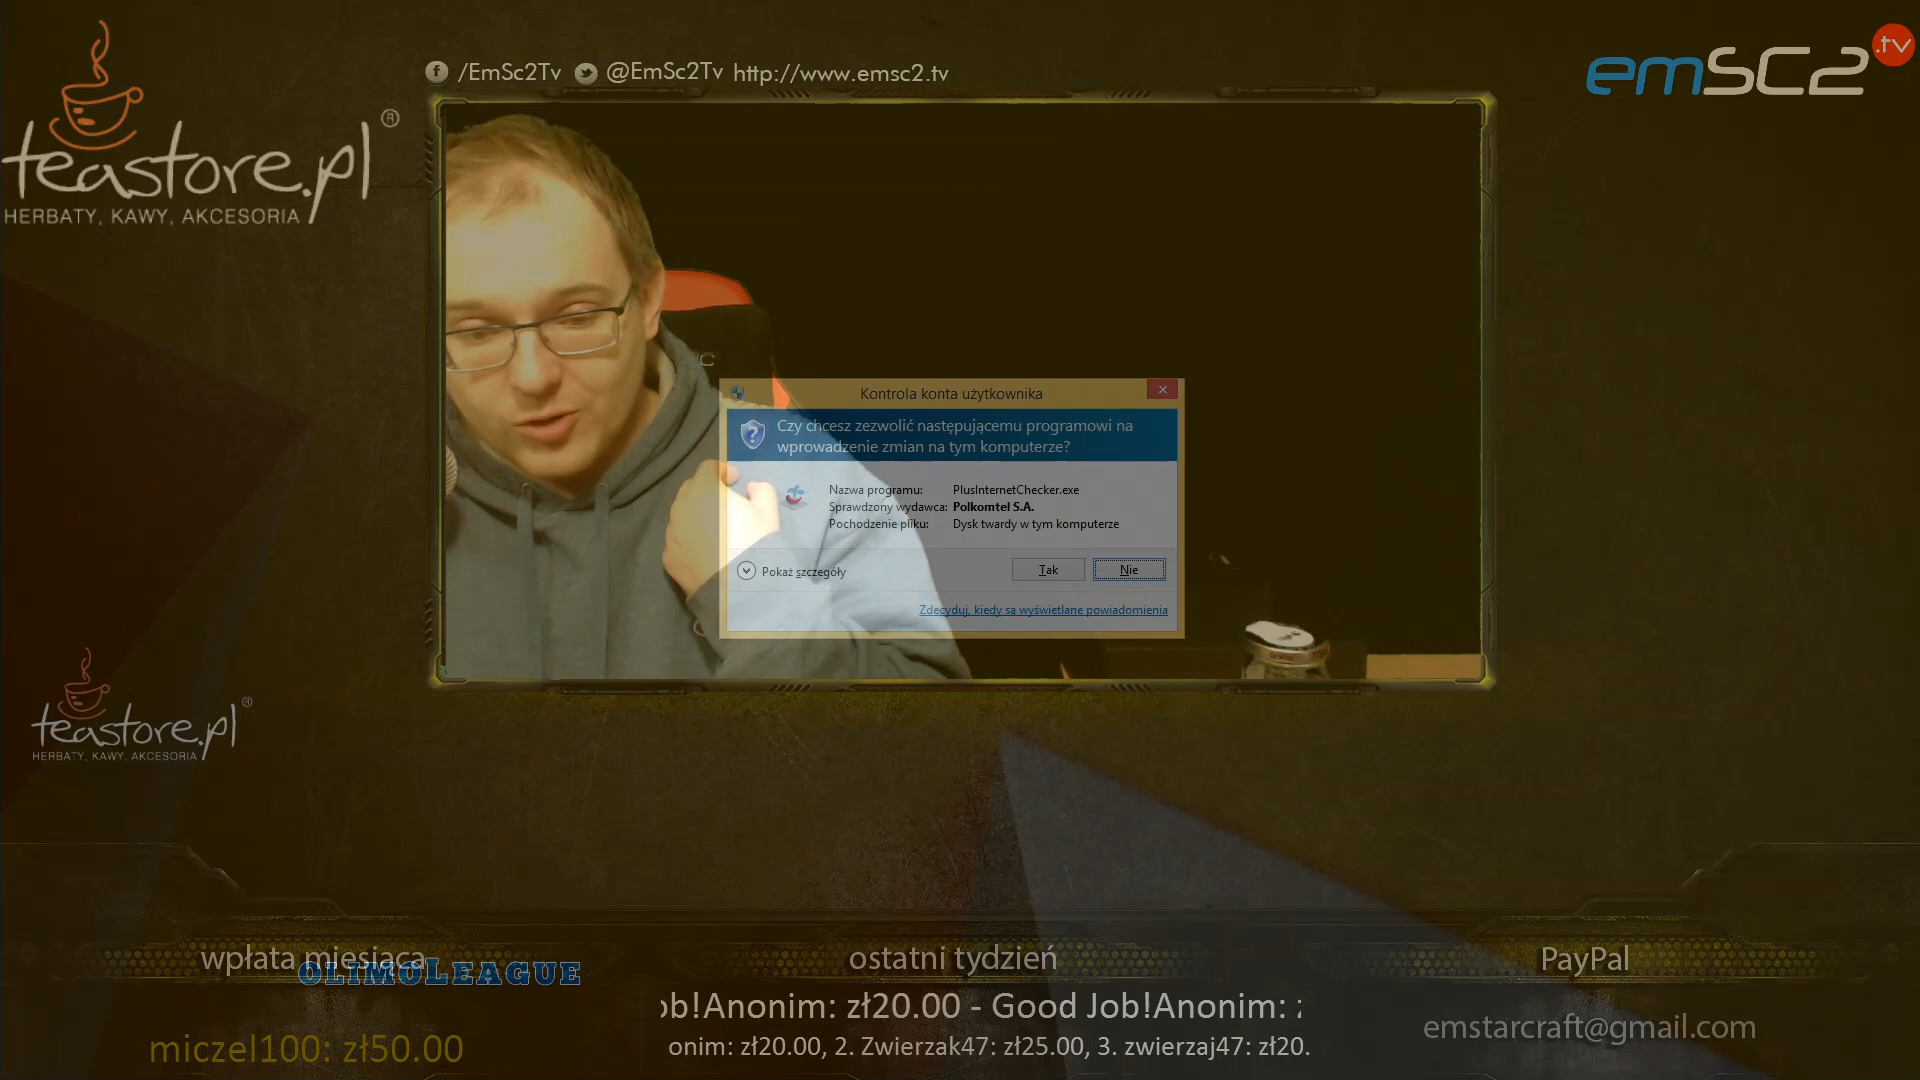 /EmSc2Tv @EmSc2Tv http://www.emsc2.tv
emSC2.tv
teastore.pl ®
HERBATY, KAWY, AKCESORIA
Kontrola konta użytkownika
Czy chcesz zezwolić następującemu programowi na
wprowadzenie zmian na tym komputerze?
Nazwa programu: PlusInternetChecker.exe
Sprawdzony wydawca: Polkomtel S.A.
Pochodzenie pliku: Dysk twardy w tym komputerze
Pokaż szczegóły
Tak
Nie
Zdecyduj, kiedy są wyświetlane powiadomienia
teastore.pl ®
HERBATY, KAWY, AKCESORIA
wpłata miesiąca
OLIMOLEAGUE
miczel100: zł50.00
ostatni tydzień
ob!Anonim: zł20.00 - Good Job!Anonim:
onim: zł20.00, 2. Zwierzak47: zł25.00, 3. zwierzaj47: zł20.
PayPal
emstarcraft@gmail.com